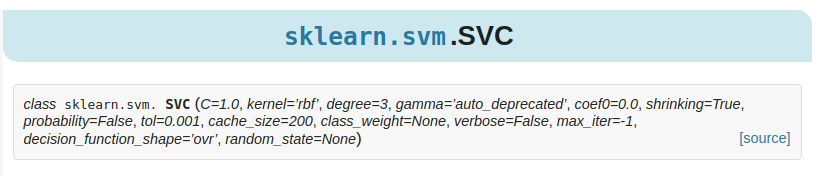 sklearn.svm.SVC
class sklearn.svm. SVC (C=1.0, kernel=’rbf’, degree=3, gamma=’auto_deprecated’, coef0=0.0, shrinking=True,
probability=False, tol=0.001, cache_size=200, class_weight=None, verbose=False, max_iter=-1,
decision_function_shape=’ovr’, random_state=None) [source]